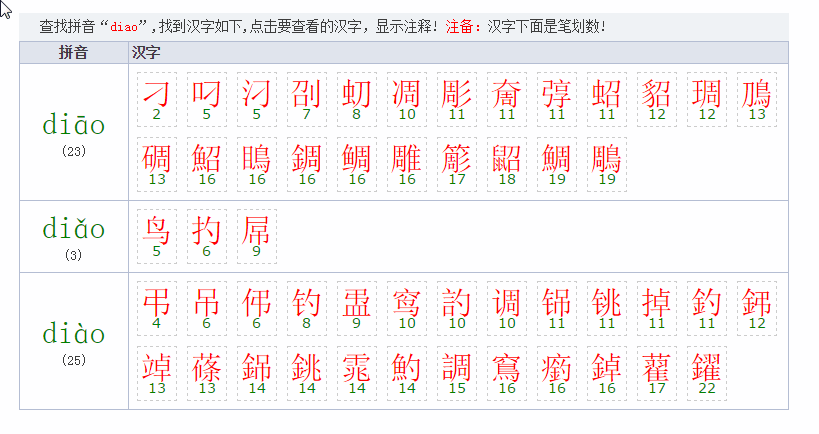 查找拼音“diao”,找到汉字如下,点击要查看的汉字，显示注释! 注备：汉字下面是笔划数!
拼音 汉字
刁 叼 汈 刟 虭 凋 彫 奝 弴 蛁 貂 琱 鳭
2 5 5 7 8 10 11 11 11 11 12 12 13
diāo
(23)
碉 鮉 瞗 鋽 鲷 雕 簓 鼦 鯛 鵰
13 16 16 16 16 16 17 18 19 19
diǎo
(3)
鸟 扚 屌
5 6 9
弔 吊 伄 钓 盄 窎 訋 调 铞 铫 掉 釣 鈟
4 6 6 8 9 10 10 10 11 11 11 11 12
diào
(25)
竨 蓧 銱 銚 雿 魡 調 窵 瘹 鋽 藋 鑃
13 13 14 14 14 14 15 16 16 16 17 22